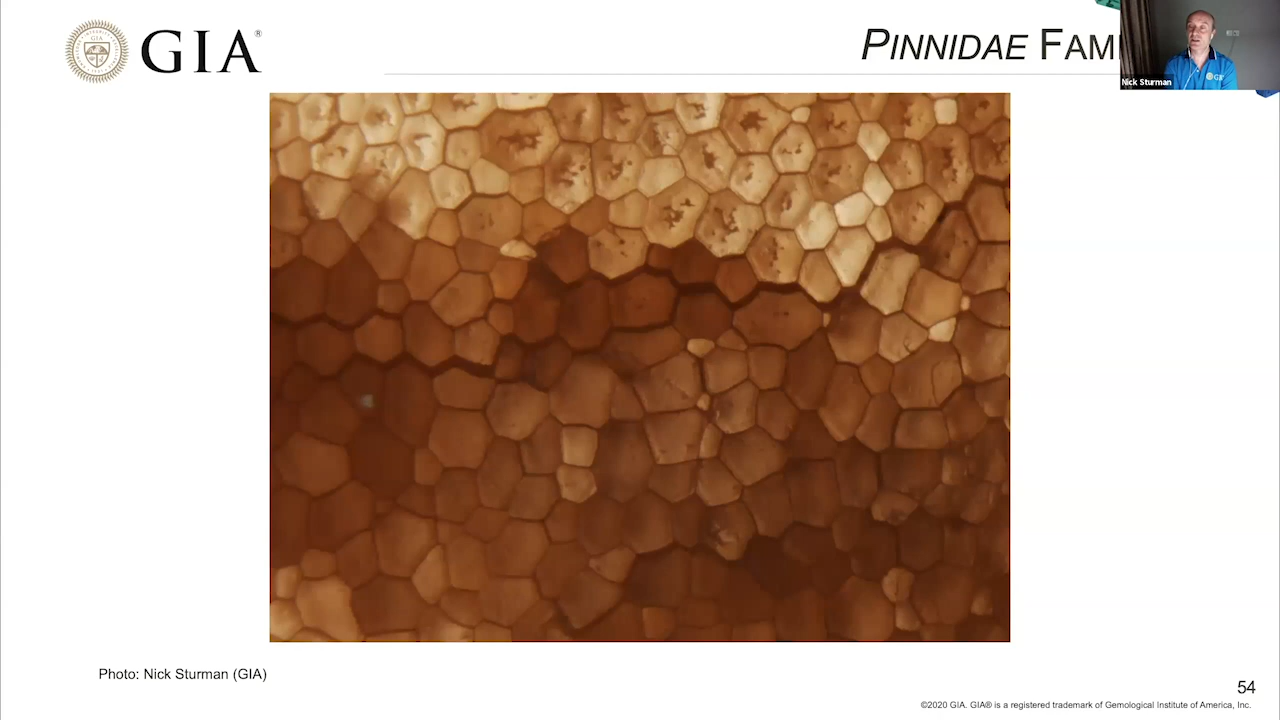 GIA®
PINNIDAE FAM
Nick Sturman
GIA
Photo: Nick Sturman (GIA)
54
©2020 GIA. GIA® is a registered trademark of Gemological Institute of America, Inc.